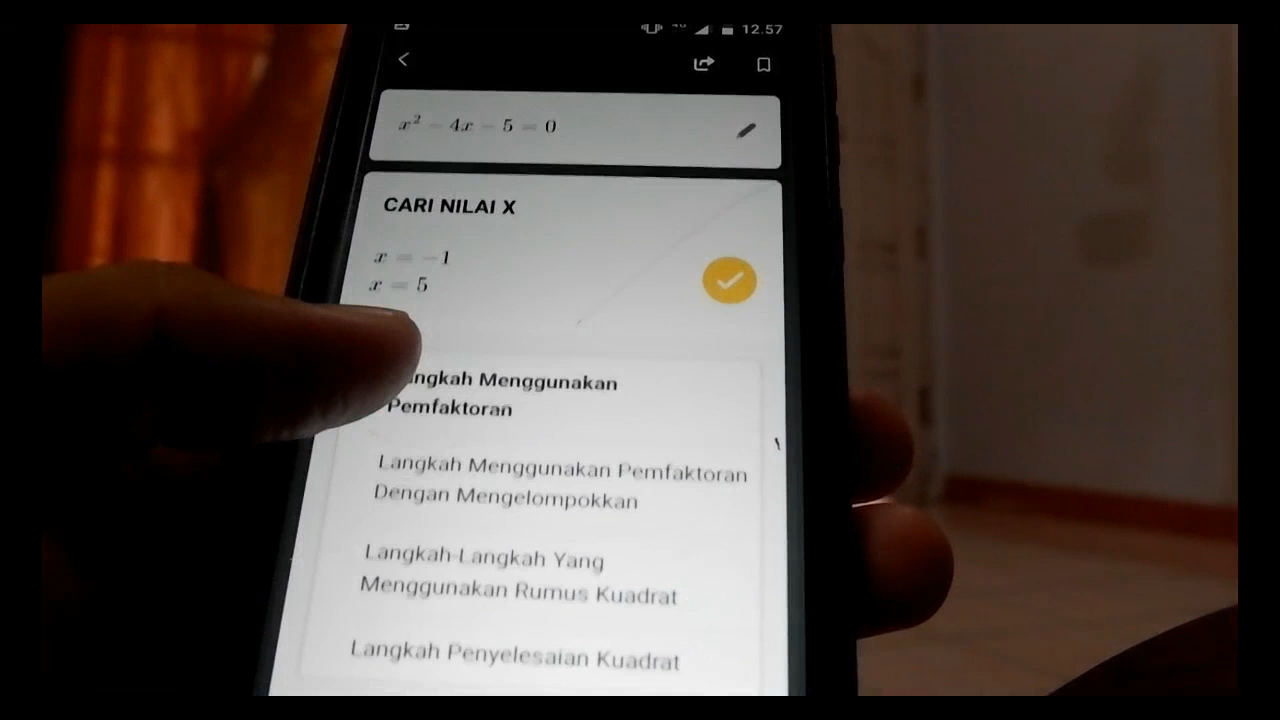 12.57
x² - 4x - 5 = 0
CARI NILAI X
x = -1
x = 5
ngkah Menggunakan
Pemfaktoran
Langkah Menggunakan Pemfaktoran
Dengan Mengelompokkan
Langkah-Langkah Yang
Menggunakan Rumus Kuadrat
Langkah Penyelesaian Kuadrat